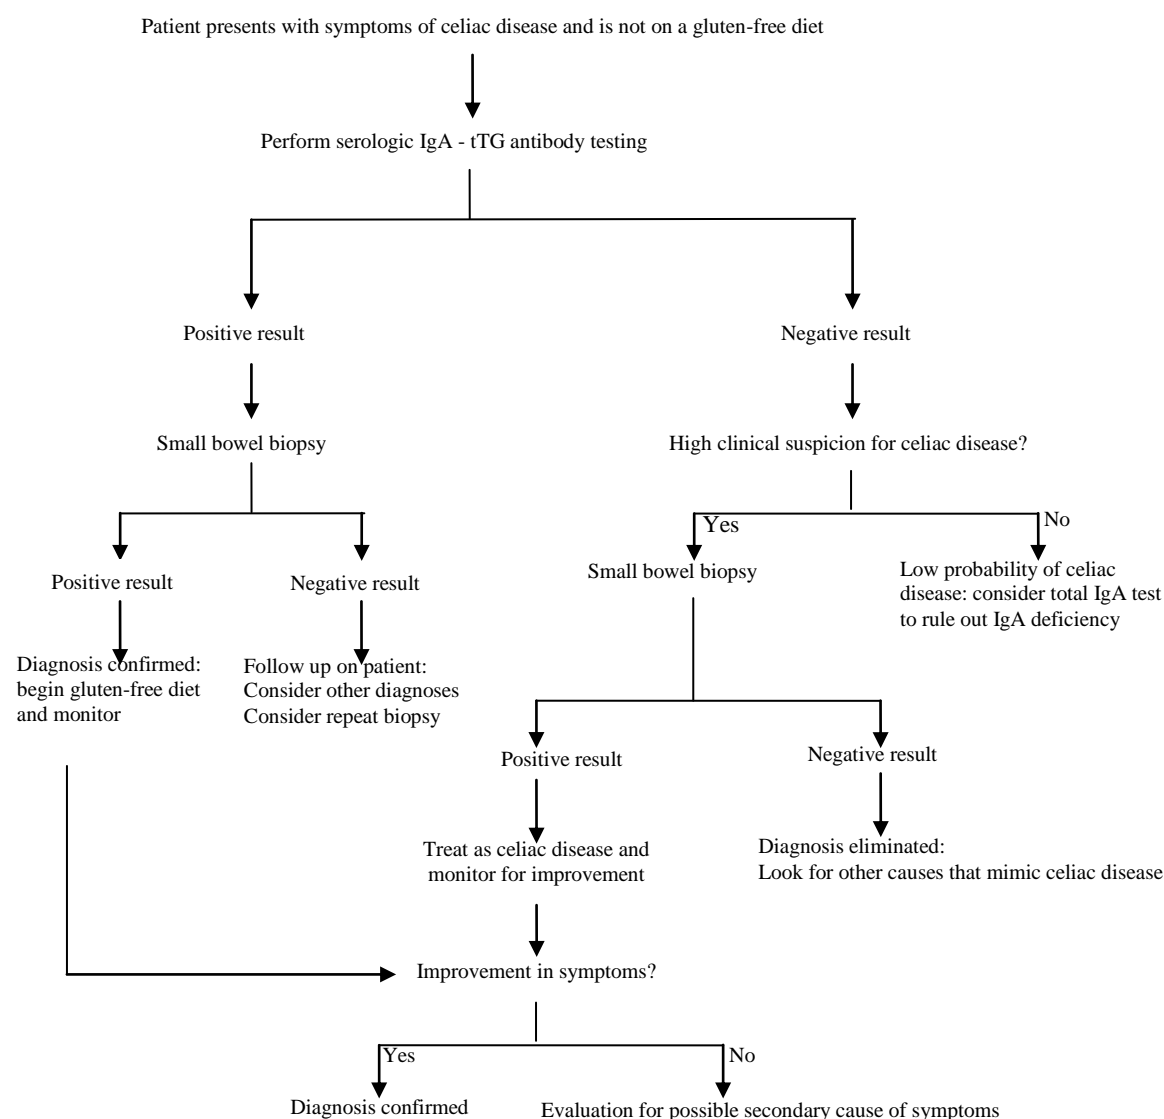 Patient presents with symptoms of celiac disease and is not on a gluten-free diet
Perform serologic IgA - tTG antibody testing
Positive result
Negative result
Small bowel biopsy
High clinical suspicion for celiac disease?
Yes
No
Positive result
Negative result
Small bowel biopsy
Low probability of celiac
disease: consider total IgA test
to rule out IgA deficiency
Diagnosis confirmed:
begin gluten-free diet
and monitor
Follow up on patient:
Consider other diagnoses
Consider repeat biopsy
Positive result
Negative result
Treat as celiac disease and
monitor for improvement
Diagnosis eliminated:
Look for other causes that mimic celiac disease
Improvement in symptoms?
Yes
No
Diagnosis confirmed
Evaluation for possible secondary cause of symptoms